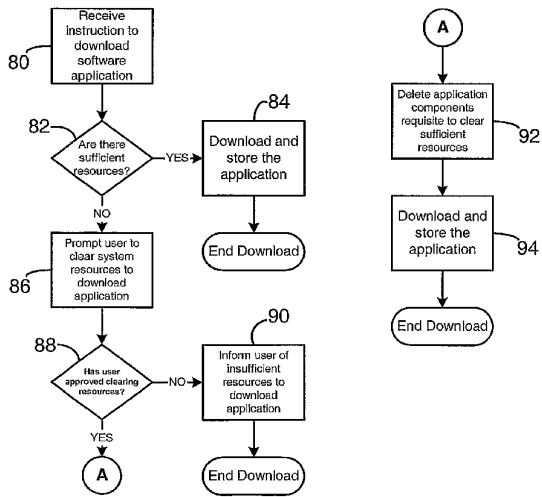 80
Receive
instruction to
download
software
application
82
Are there
sufficient
resources?
YES
84
Download and
store the
application
End Download
NO
86
Prompt user to
clear system
resources to
download
application
88
Has user
approved clearing
resources?
NO
90
Inform user of
insufficient
resources to
download
application
End Download
YES
A
A
Delete application
components
requisite to clear
sufficient
resources
92
Download and
store the
application
94
End Download